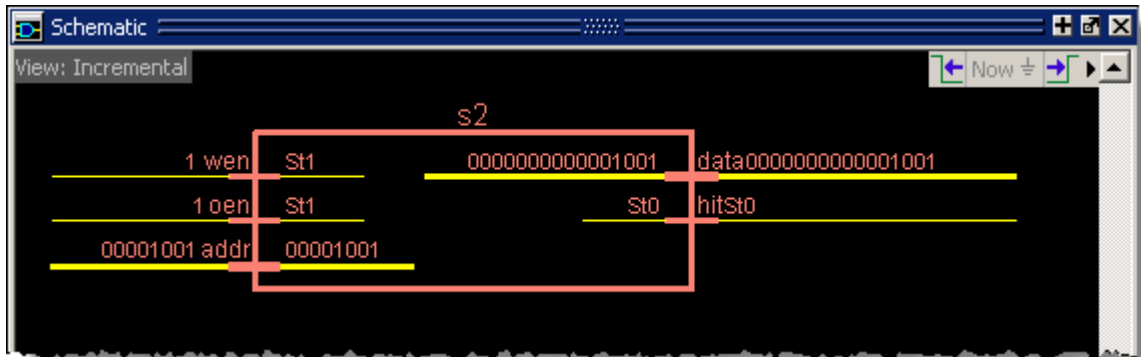 Schematic
View: Incremental
Now
s2
1 wen St1 0000000000001001 data0000000000001001
1 oen St1 St0 hitSt0
00001001 addr 00001001